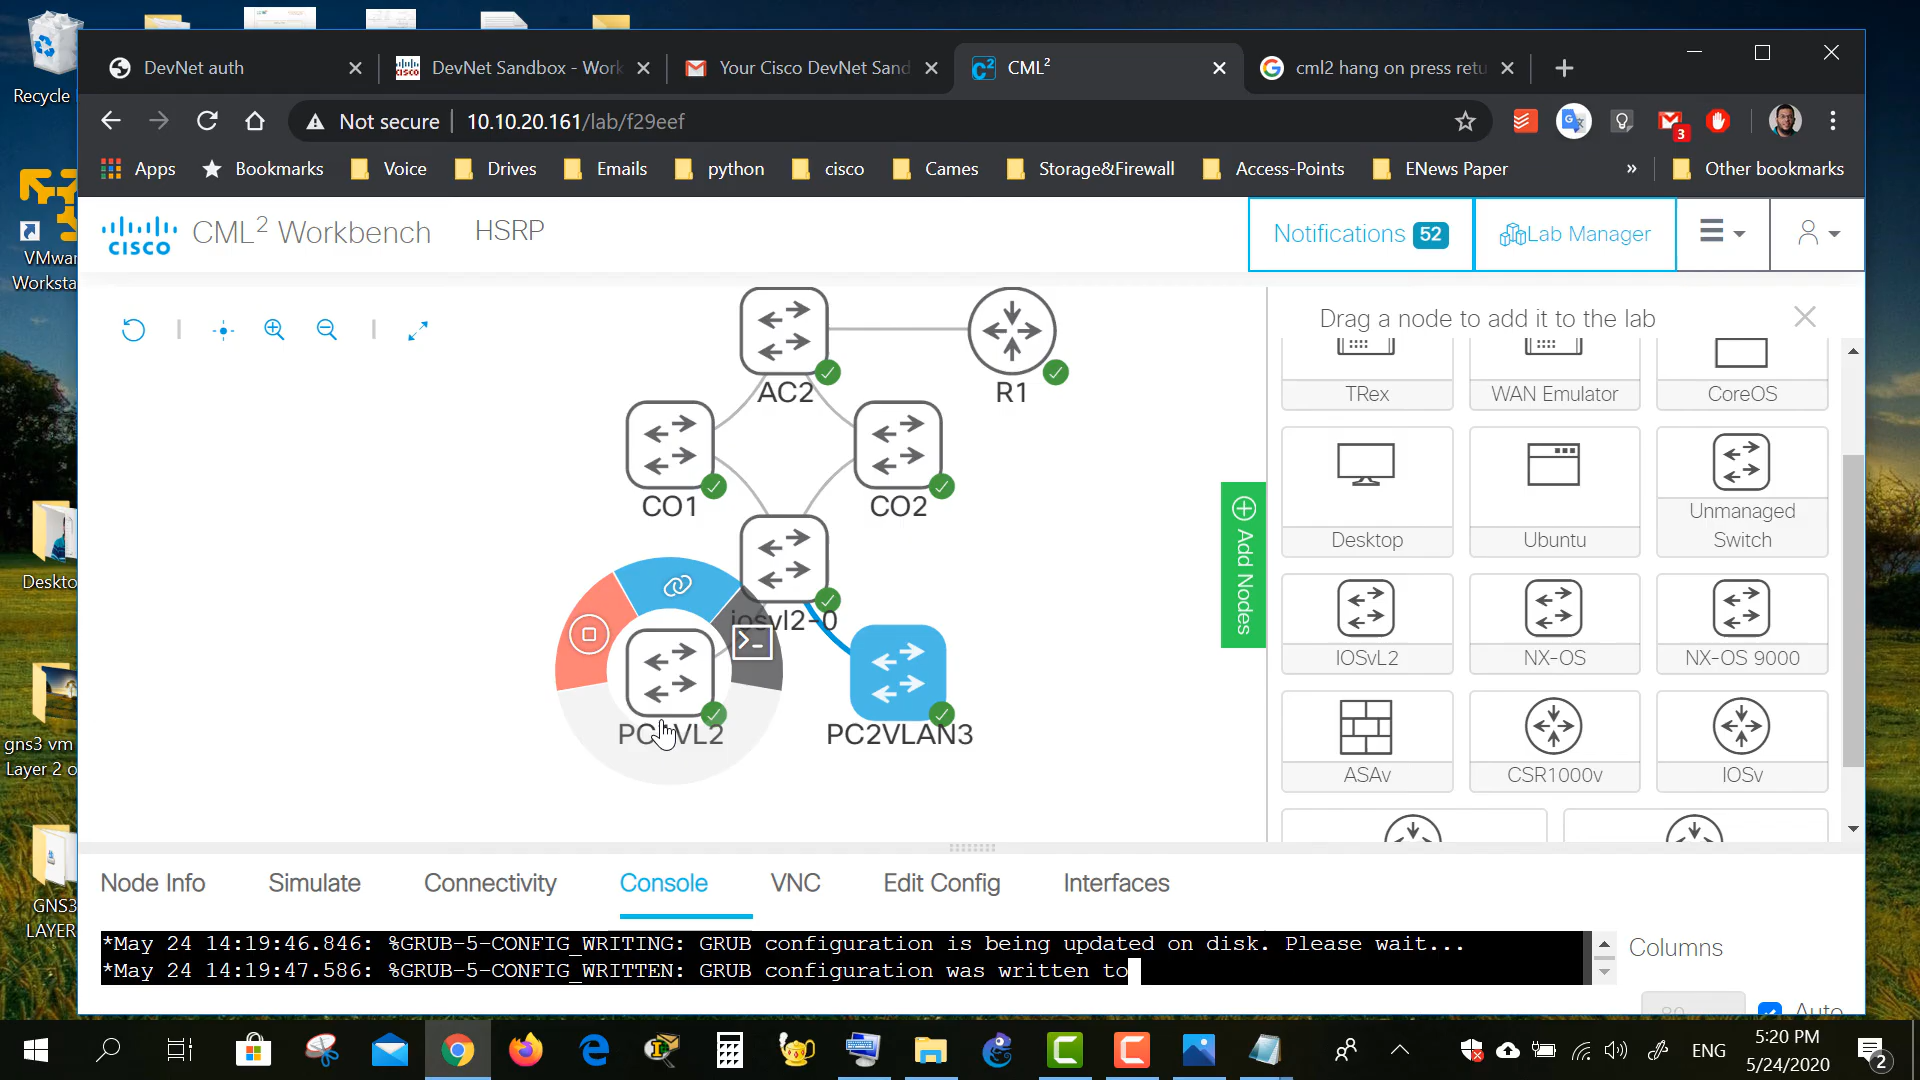 Recycle
VMwar
Worksta
Deskto
gns3 vm
Layer 2 o
GNS3
LAYER
DevNet auth
DevNet Sandbox - Work
Your Cisco DevNet Sand
CML²
cml2 hang on press retu
Not secure
10.10.20.161/lab/f29eef
3
Apps
Bookmarks
Voice
Drives
Emails
python
cisco
Cames
Storage&Firewall
Access-Points
ENews Paper
»
Other bookmarks
CISCO
CML² Workbench
HSRP
Notifications 52
Lab Manager
AC2
R1
CO1
CO2
iosvl2-0
PC1VL2
PC2VLAN3
Add Nodes
Drag a node to add it to the lab
TRex
WAN Emulator
CoreOS
Desktop
Ubuntu
Unmanaged
Switch
IOSvL2
NX-OS
NX-OS 9000
ASAv
CSR1000v
IOSv
Node Info
Simulate
Connectivity
Console
VNC
Edit Config
Interfaces
*May 24 14:19:46.846: %GRUB-5-CONFIG_WRITING: GRUB configuration is being updated on disk. Please wait...
*May 24 14:19:47.586: %GRUB-5-CONFIG_WRITTEN: GRUB configuration was written to
Columns
80
Auto
ENG
5:20 PM
5/24/2020
2